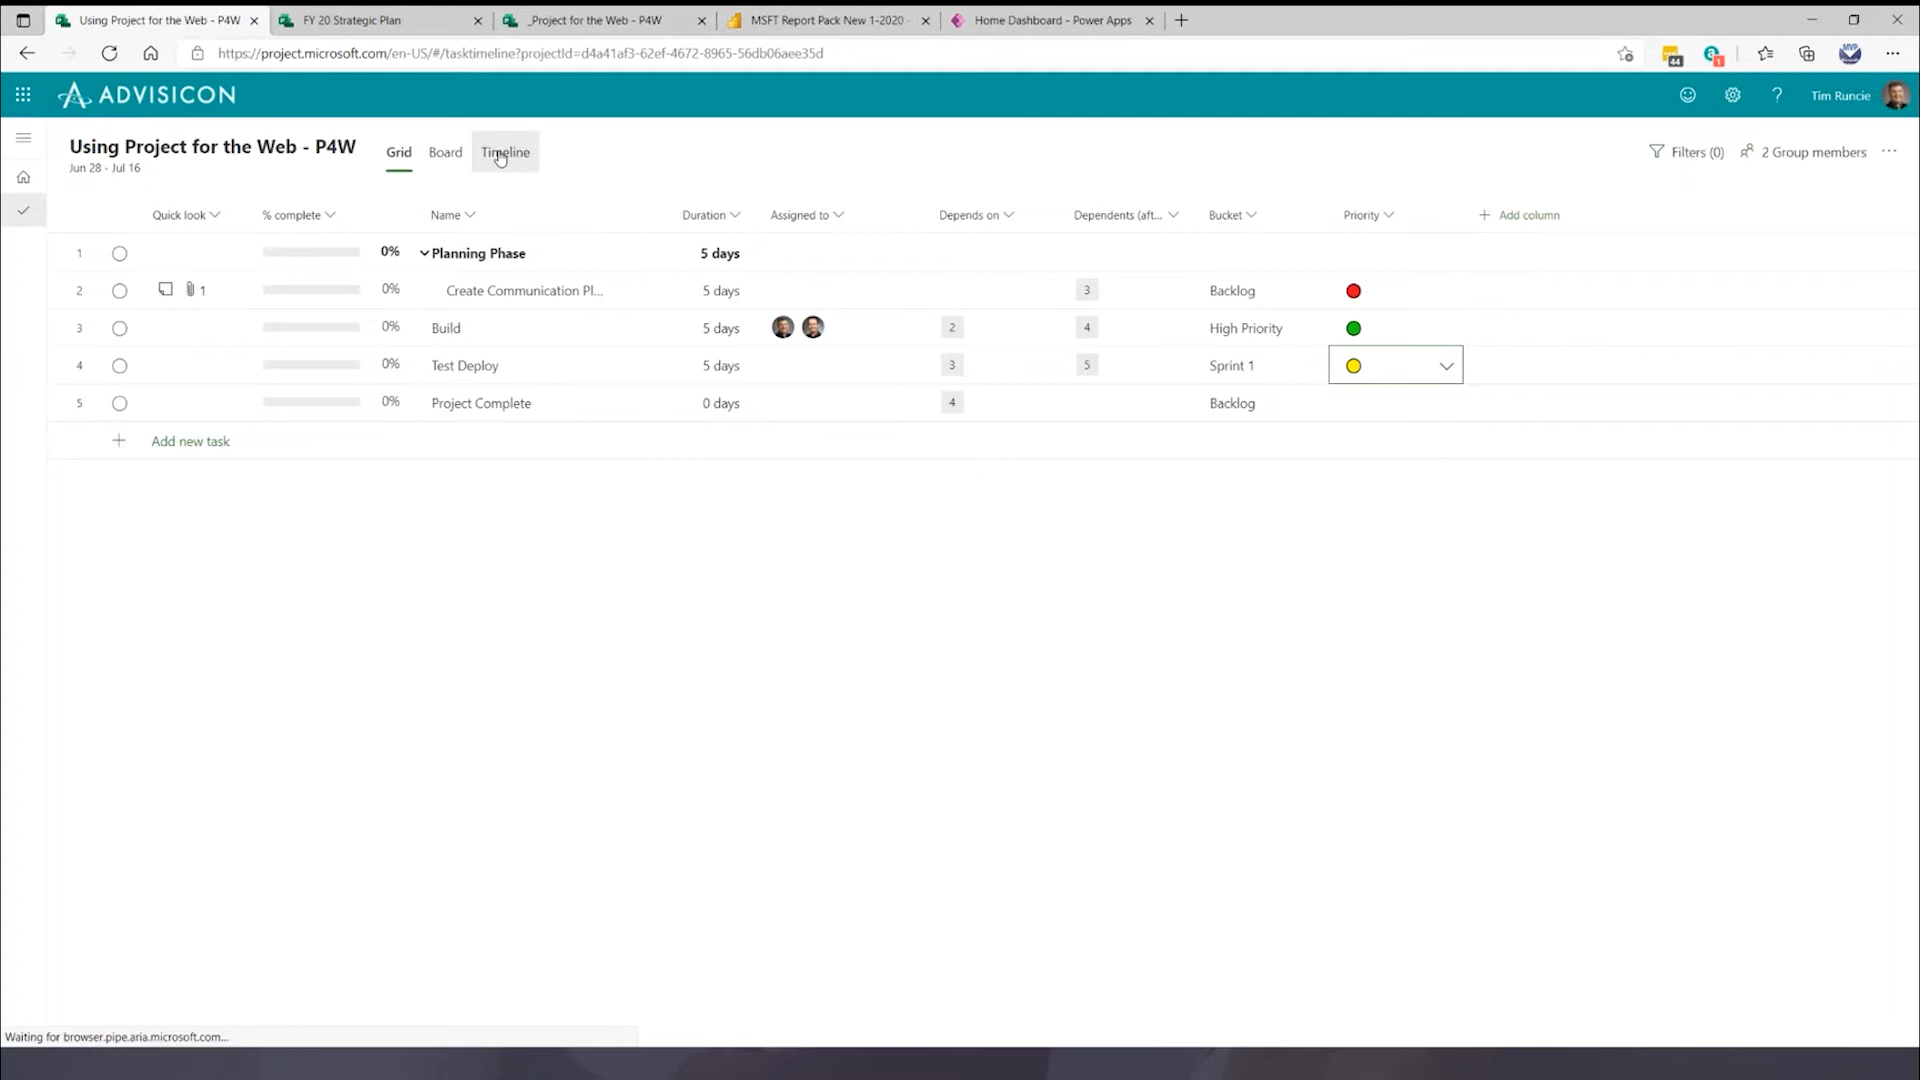 Using Project for the Web - P4W
FY 20 Strategic Plan
_Project for the Web - P4W
MSFT Report Pack New 1-2020 -
Home Dashboard - Power Apps
https://project.microsoft.com/en-US/#/tasktimeline?projectId=d4a41af3-62ef-4672-8965-56db06aee35d
44
1
MVP
ADVISICON
?
Tim Runcie
Using Project for the Web - P4W
Jun 28 - Jul 16
Grid
Board
Timeline
Filters (0)
2 Group members
Quick look
% complete
Name
Duration
Assigned to
Depends on
Dependents (aft...
Bucket
Priority
Add column
1 0% Planning Phase 5 days
2 1 0% Create Communication Pl... 5 days 3 Backlog
3 0% Build 5 days 2 4 High Priority
4 0% Test Deploy 5 days 3 5 Sprint 1
5 0% Project Complete 0 days 4 Backlog
Add new task
Waiting for browser.pipe.aria.microsoft.com...